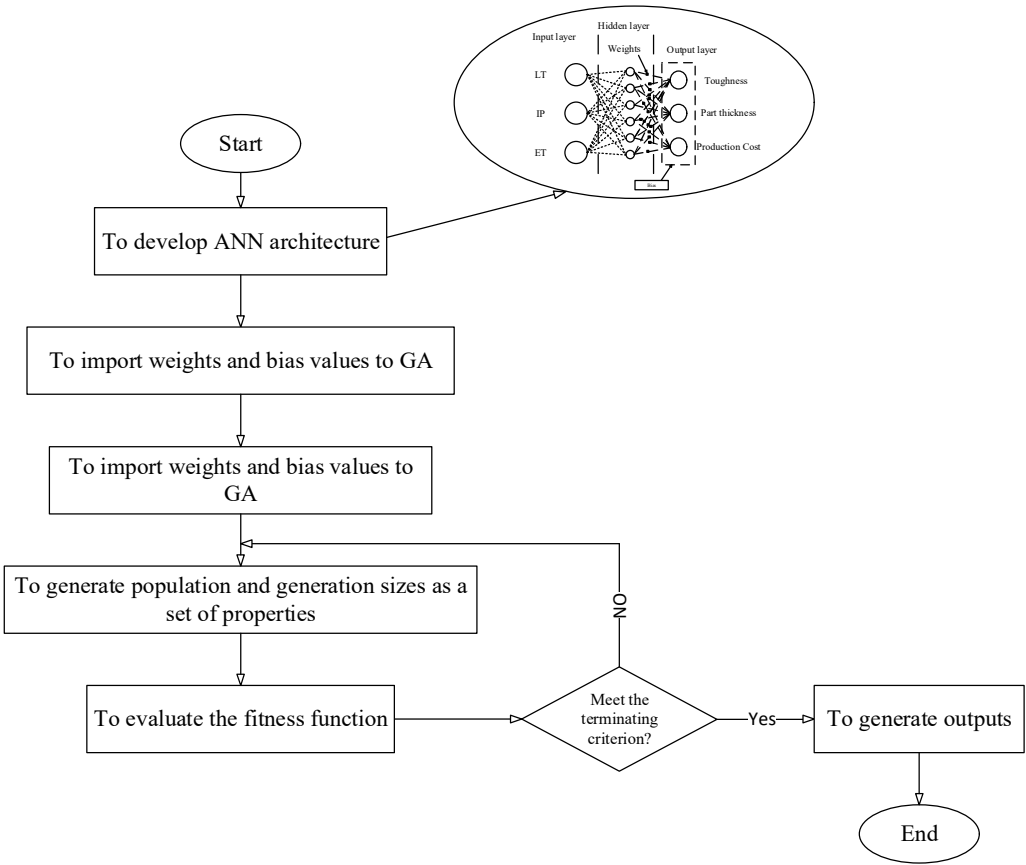 Hidden layer
Input layer
Weights
Output layer
LT
Toughness
IP
Part thickness
ET
Production Cost
Bias
Start
To develop ANN architecture
To import weights and bias values to GA
To import weights and bias values to
GA
To generate population and generation sizes as a
set of properties
NO
To evaluate the fitness function
Meet the
terminating
criterion?
Yes
To generate outputs
End